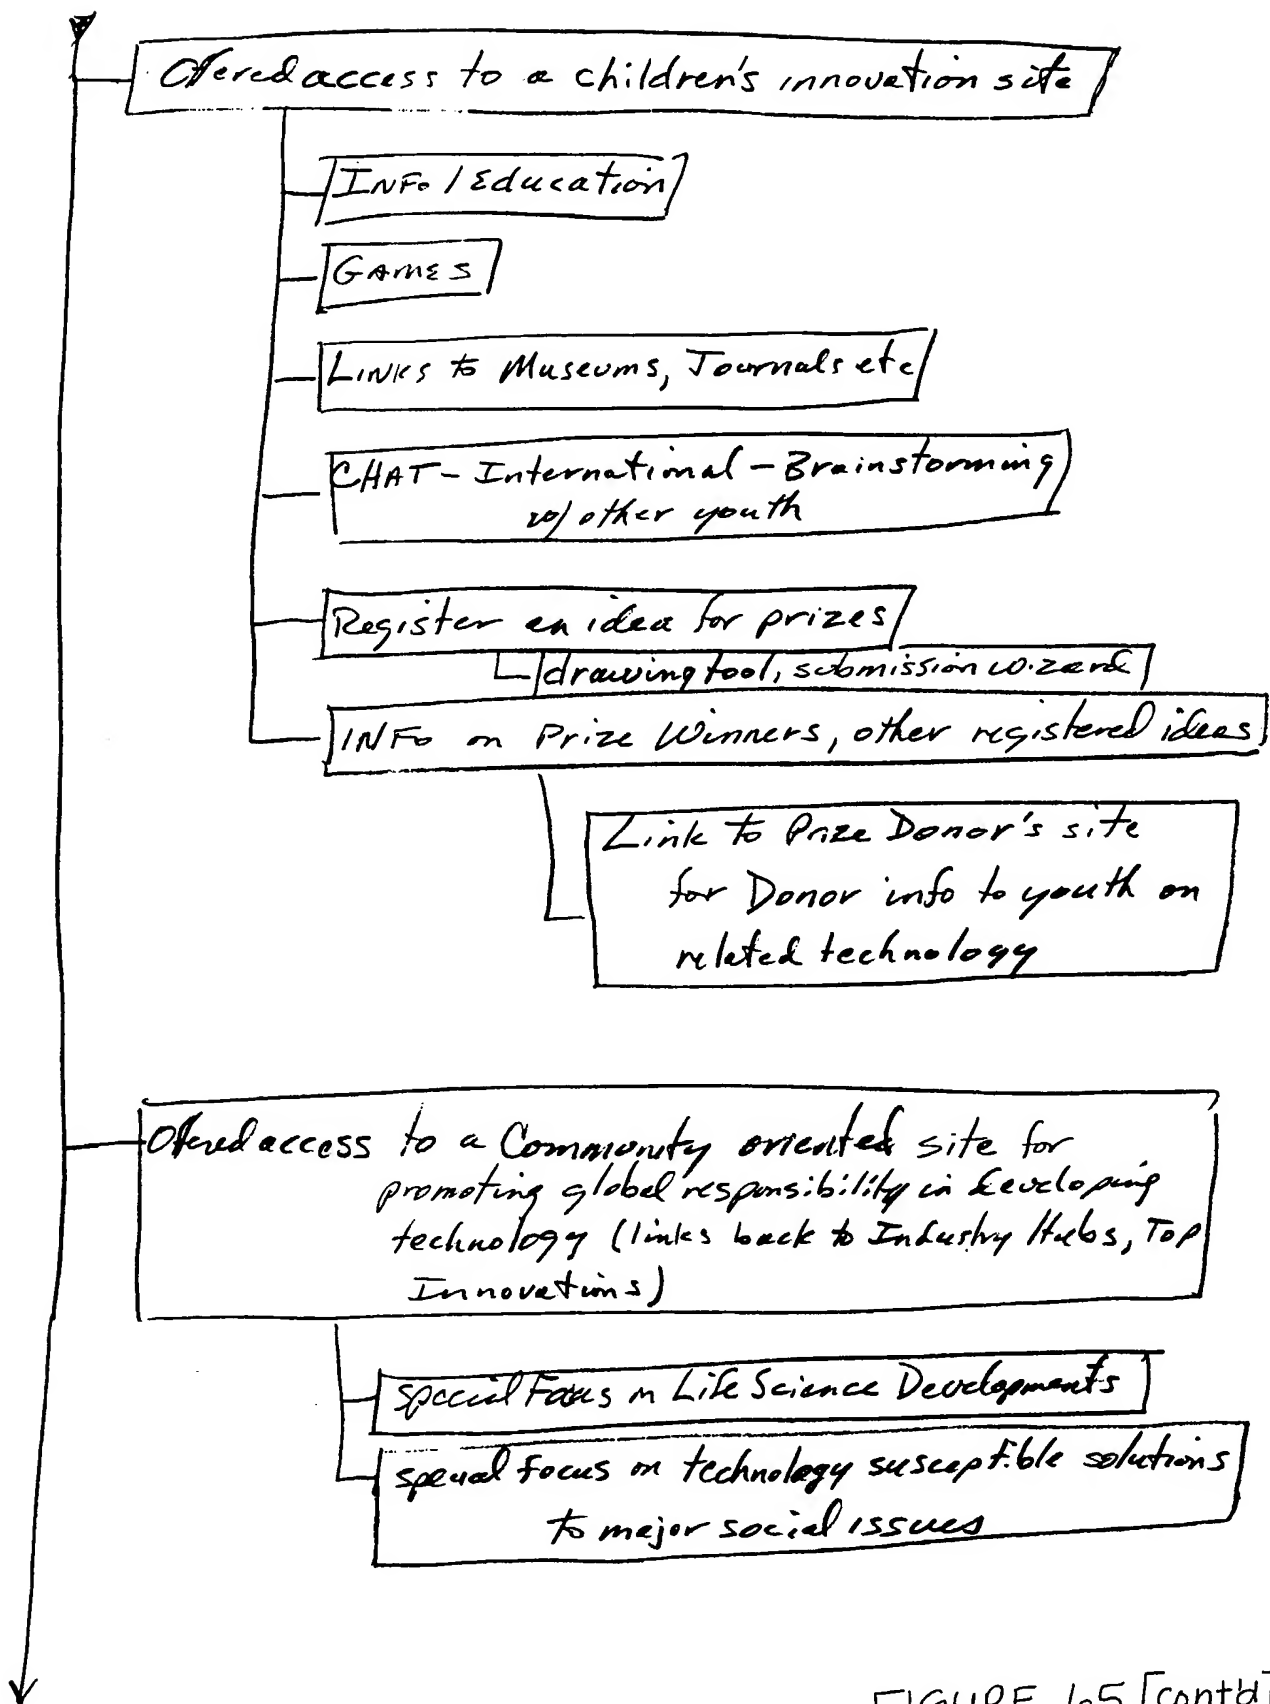 Offered access to a children's innovation site
INFO / Education
GAMES
LINKS to Museums, Journals etc
CHAT - International - Brainstorming
w/ other youth
Register an idea for prizes
drawing tool, submission wizard
INFO on Prize Winners, other registered ideas
Link to Prize Donor's site
for Donor info to youth on
related technology
Offered access to a Community oriented site for
promoting global responsibility in developing
technology (links back to Industry Hubs, Top
Innovations)
special Focus on Life Science Developments
special focus on technology susceptible solutions
to major social issues
FIGURE 65 [cont'd]